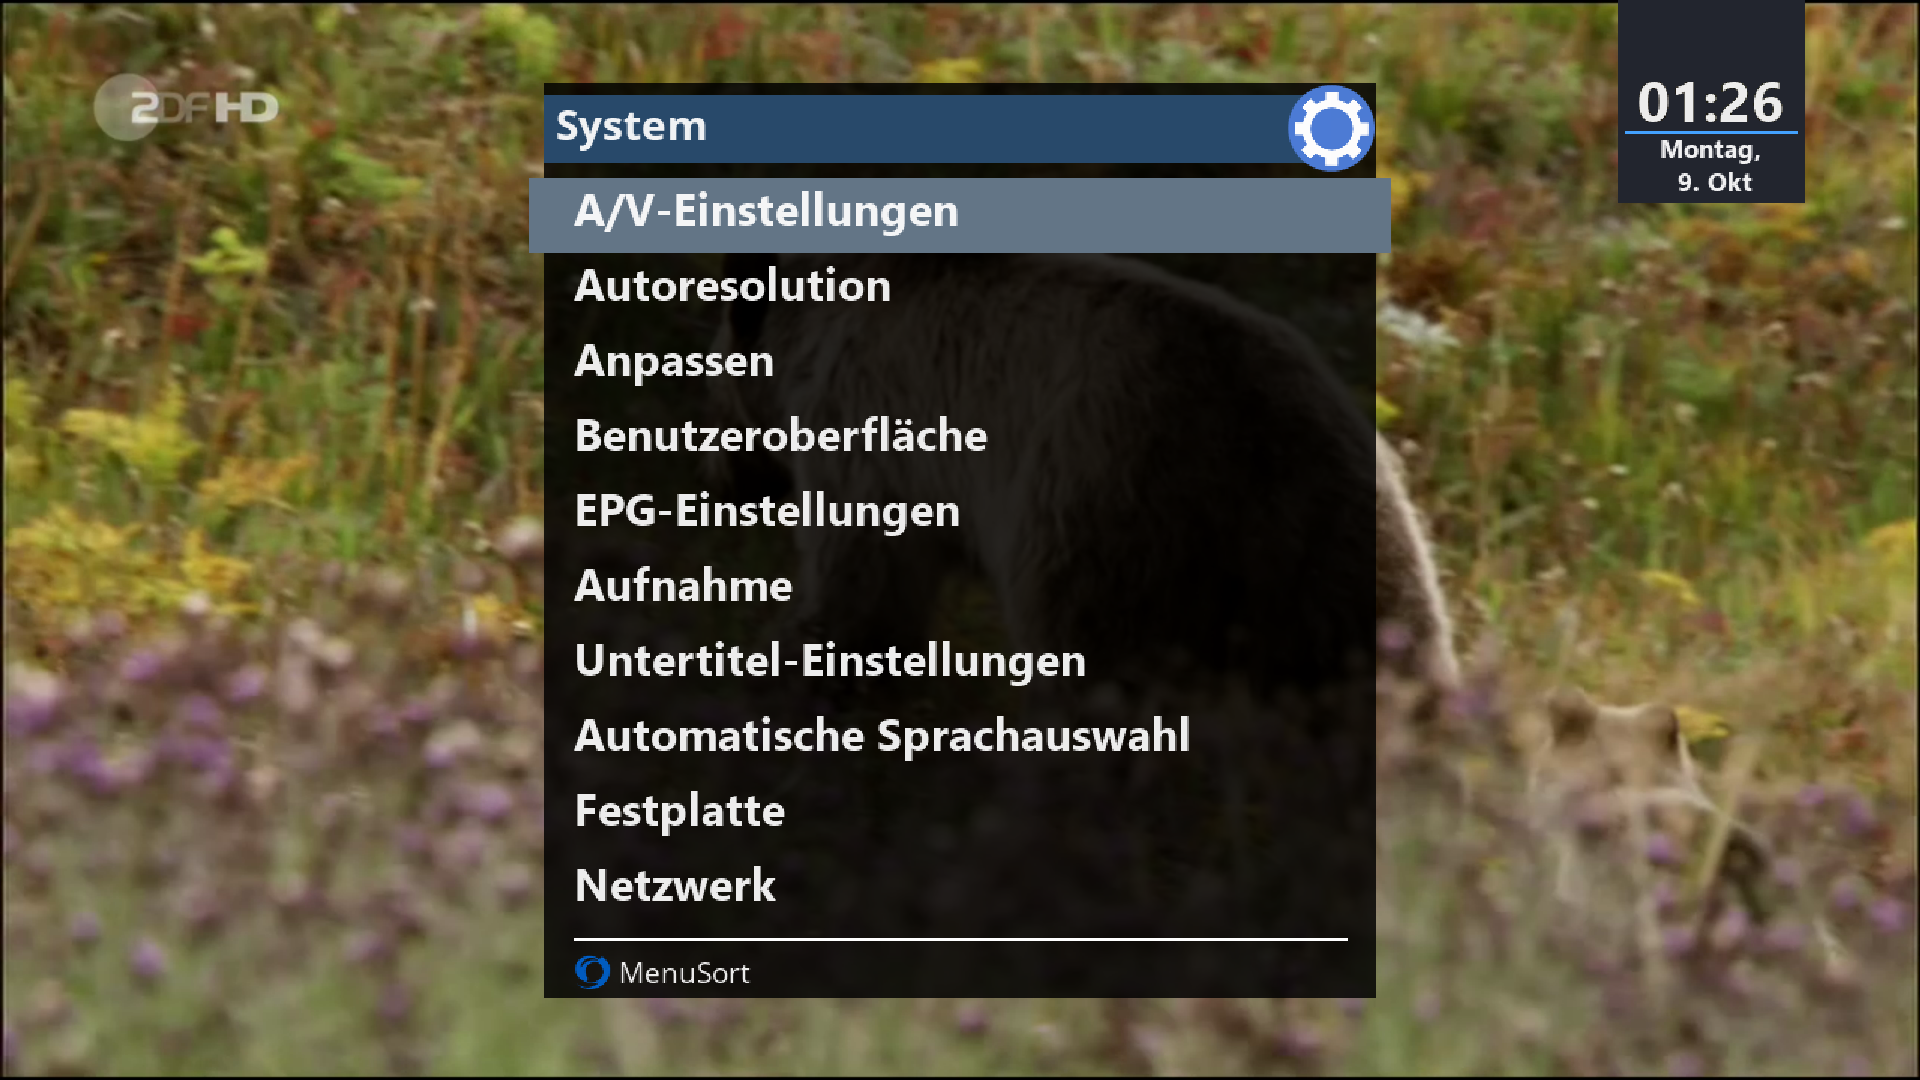 ZDF HD
01:26
Montag,
9. Okt
System
A/V-Einstellungen
Autoresolution
Anpassen
Benutzeroberfläche
EPG-Einstellungen
Aufnahme
Untertitel-Einstellungen
Automatische Sprachauswahl
Festplatte
Netzwerk
MenuSort